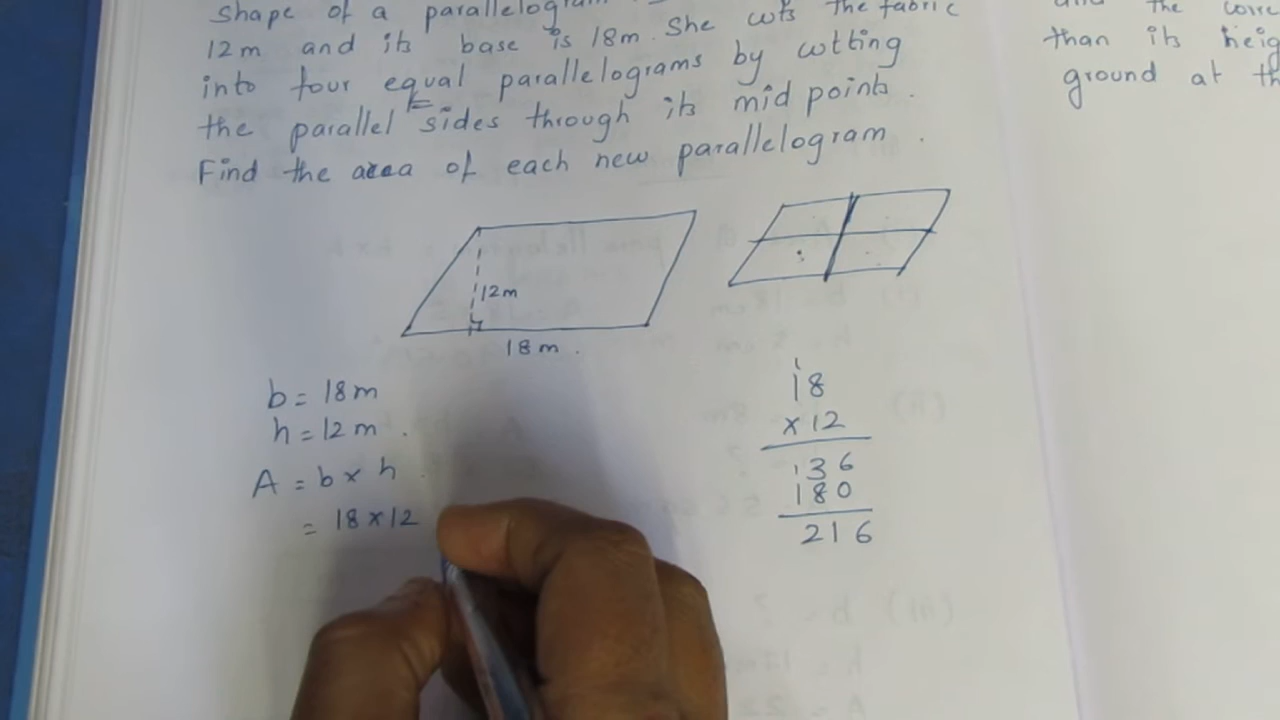 Shape of a parallelogram
12m and its base is 18m. She cuts the fabric
into four equal parallelograms by cutting
the parallel sides through its mid points.
Find the area of each new parallelogram.
12m
18m.
b = 18m
h = 12m.
A = b × h
= 18 × 12
1
18
× 12
136
180
216
the
than its
ground at